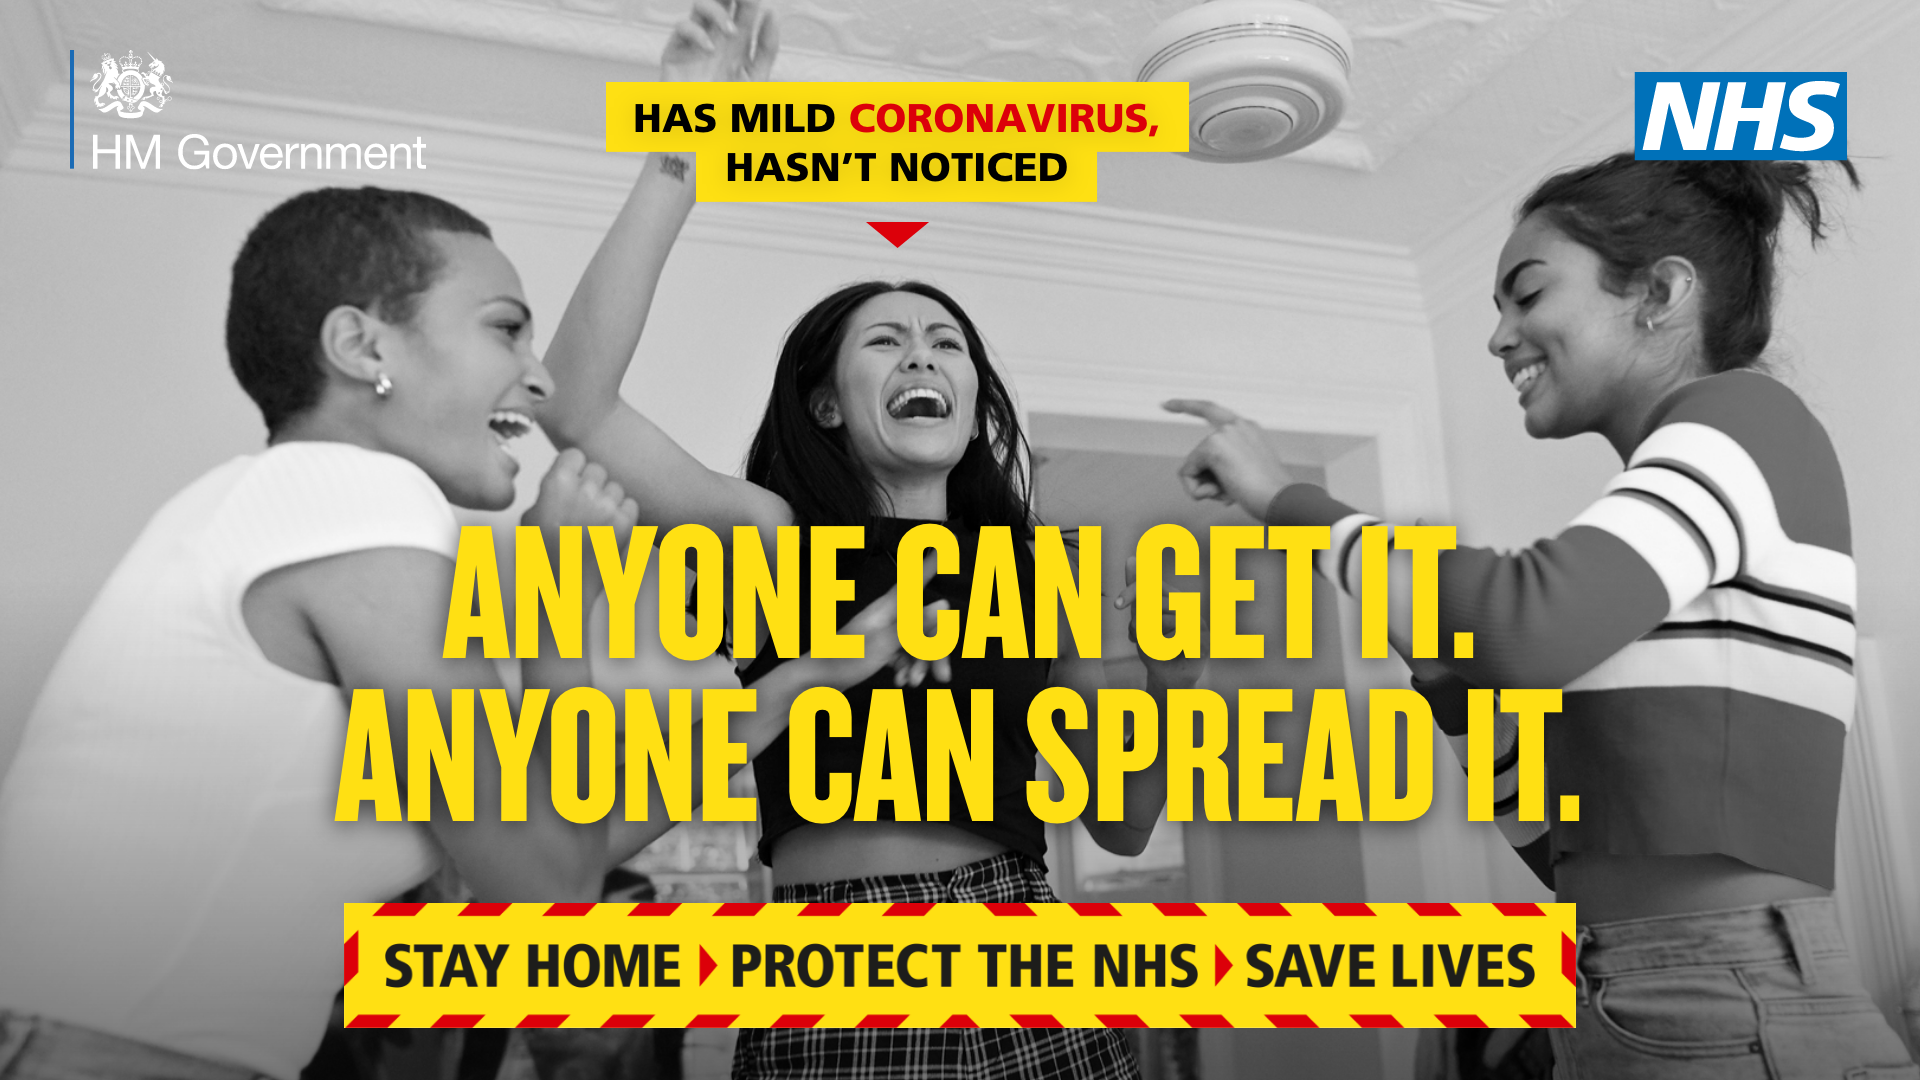 HM Government
HAS MILD CORONAVIRUS,
HASN’T NOTICED
NHS
ANYONE CAN GET IT.
ANYONE CAN SPREAD IT.
STAY HOME PROTECT THE NHS SAVE LIVES